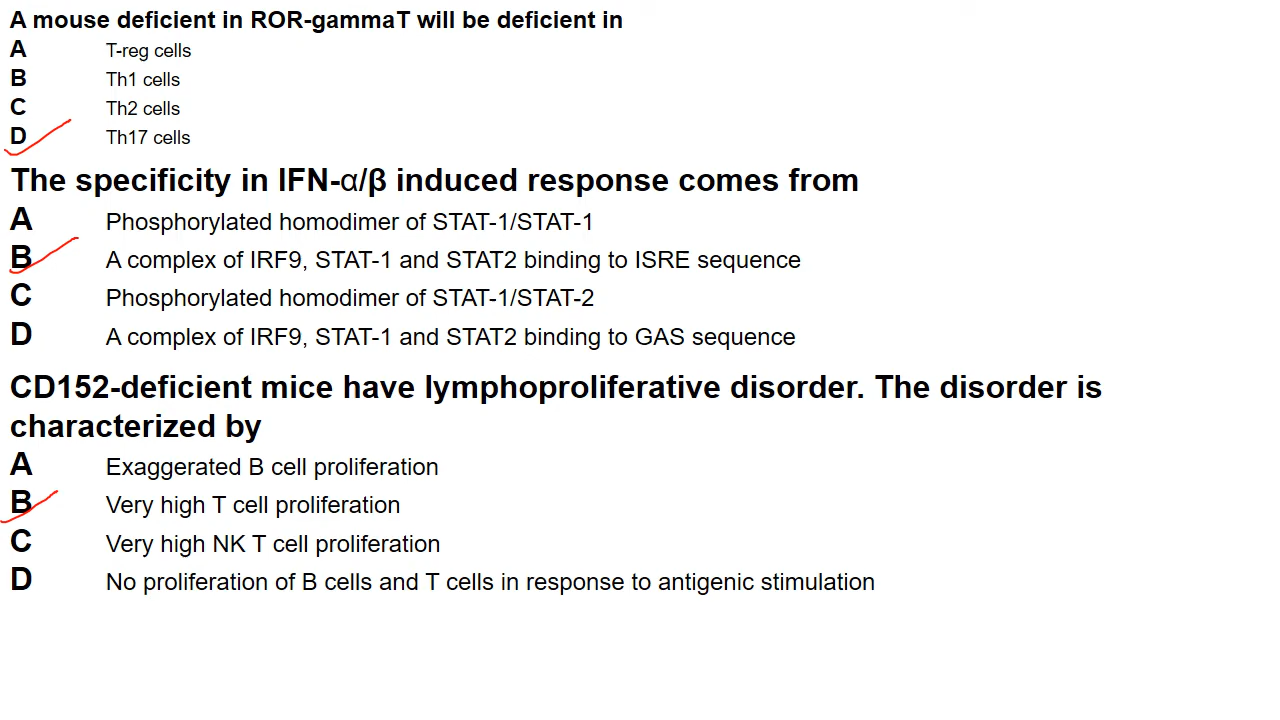 A mouse deficient in ROR-gammaT will be deficient in
A T-reg cells
B Th1 cells
C Th2 cells
D Th17 cells
The specificity in IFN-α/β induced response comes from
A Phosphorylated homodimer of STAT-1/STAT-1
B A complex of IRF9, STAT-1 and STAT2 binding to ISRE sequence
C Phosphorylated homodimer of STAT-1/STAT-2
D A complex of IRF9, STAT-1 and STAT2 binding to GAS sequence
CD152-deficient mice have lymphoproliferative disorder. The disorder is
characterized by
A Exaggerated B cell proliferation
B Very high T cell proliferation
C Very high NK T cell proliferation
D No proliferation of B cells and T cells in response to antigenic stimulation